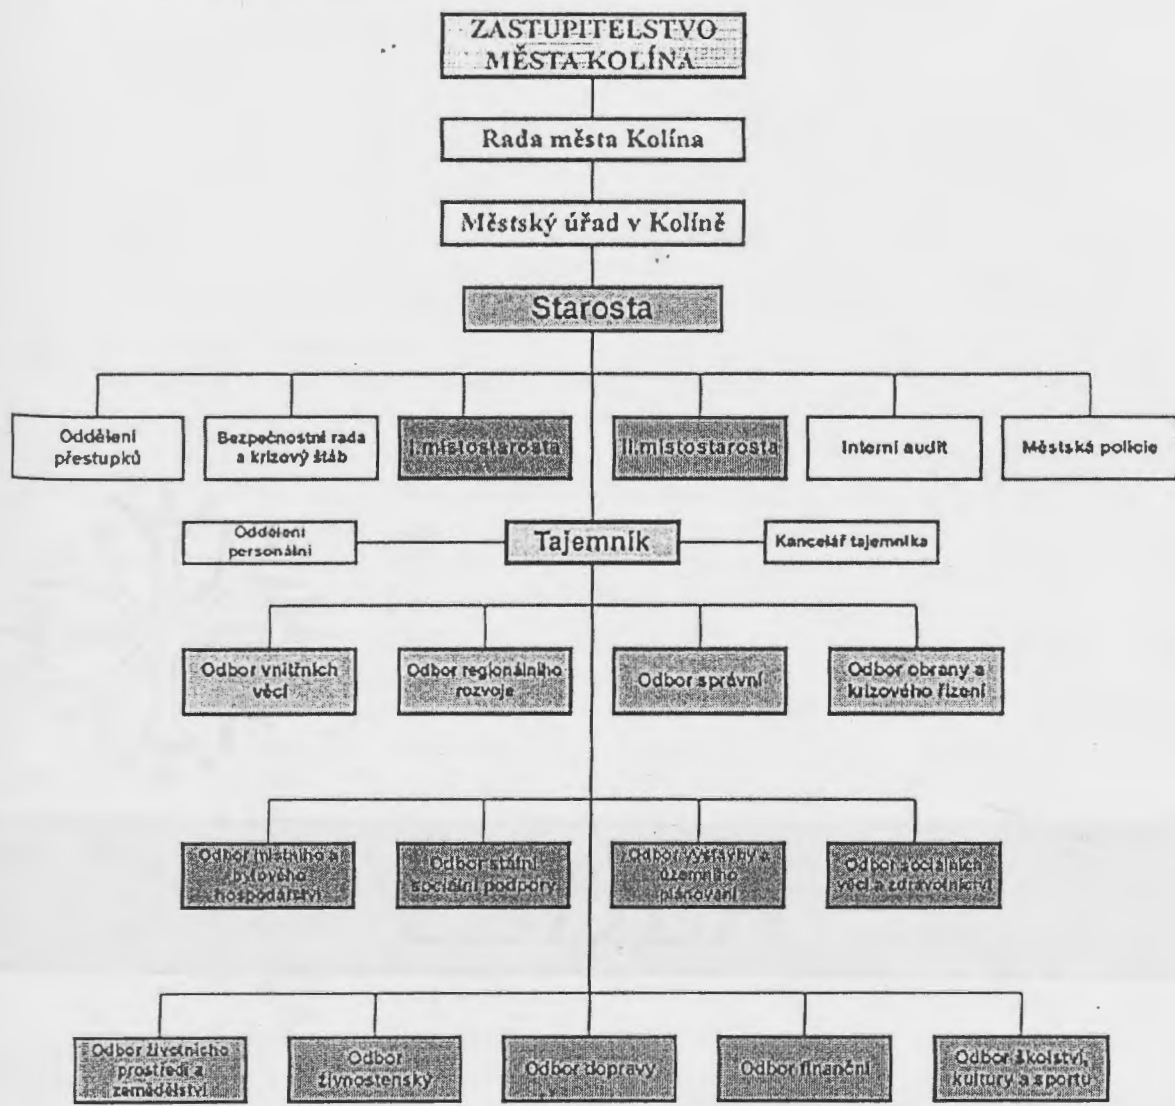 ZASTUPITELSTVO
MĚSTA KOLÍNA
Rada města Kolína
Městský úřad v Kolíně
Starosta
Oddělení
přestupků
Bezpečnostní rada
a krizový štáb
I.místostarosta
II.místostarosta
Interní audit
Městská policie
Oddělení
personální
Tajemník
Kancelář tajemníka
Odbor vnitřních
věcí
Odbor regionálního
rozvoje
Odbor správní
Odbor obrany a
krizového řízení
Odbor místního a
bytového
hospodářství
Odbor státní
sociální podpory
Odbor výstavby a
územního
plánování
Odbor sociálních
věcí a zdravotnictví
Odbor životního
prostředí a
zemědělství
Odbor
živnostenský
Odbor dopravy
Odbor finanční
Odbor školství,
kultury a sportu